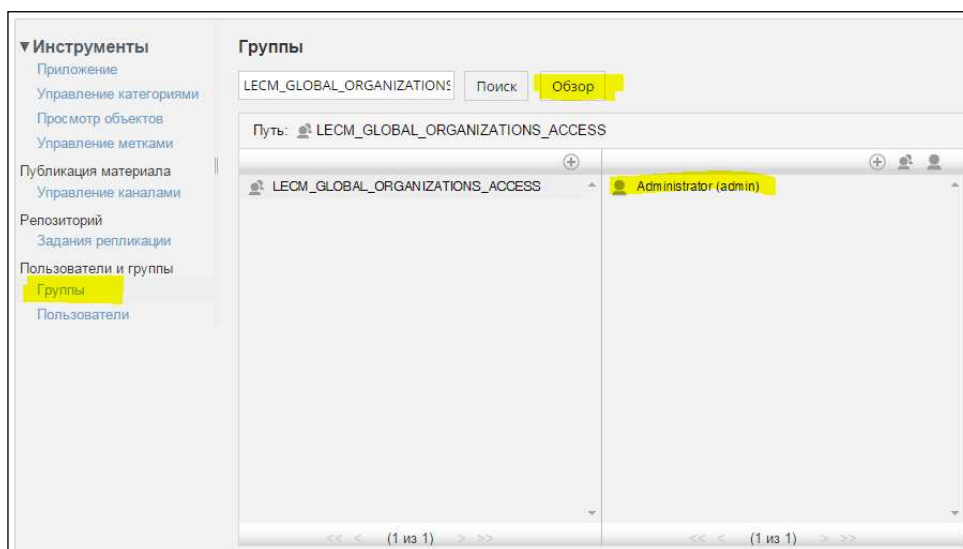 ▼Инструменты
Приложение
Управление категориями
Просмотр объектов
Управление метками
Публикация материала
Управление каналами
Репозиторий
Задания репликации
Пользователи и группы
Группы
Пользователи
Группы
LECM_GLOBAL_ORGANIZATIONS Поиск Обзор
Путь: LECM_GLOBAL_ORGANIZATIONS_ACCESS
LECM_GLOBAL_ORGANIZATIONS_ACCESS
<< < (1 из 1) > >>
Administrator (admin)
<< < (1 из 1) > >>